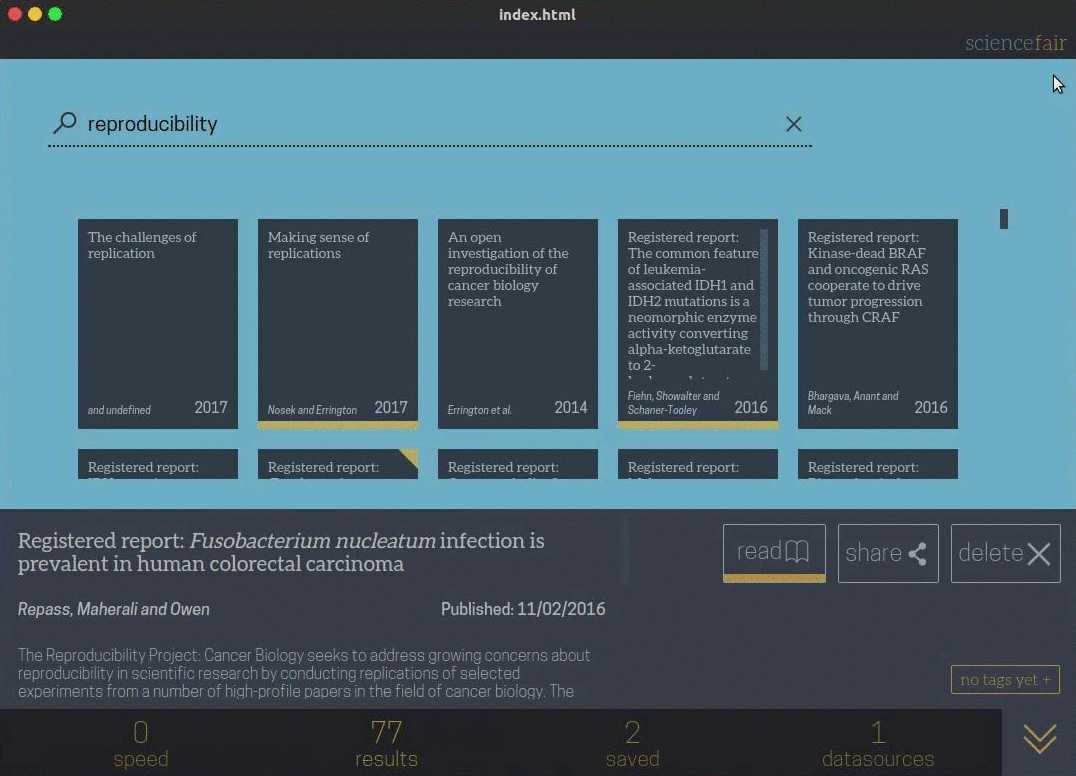 index.html
sciencefair
reproducibility
The challenges of
replication
and undefined 2017
Making sense of
replications
Nosek and Errington 2017
An open
investigation of the
reproducibility of
cancer biology
research
Errington et al. 2014
Registered report:
The common feature
of leukemia-
associated IDH1 and
IDH2 mutations is a
neomorphic enzyme
activity converting
alpha-ketoglutarate
to 2-
Fiehn, Showalter and
Schaner-Tooley 2016
Registered report:
Kinase-dead BRAF
and oncogenic RAS
cooperate to drive
tumor progression
through CRAF
Bhargava, Anant and
Mack 2016
Registered report:
Registered report:
Registered report:
Registered report:
Registered report:
Registered report: Fusobacterium nucleatum infection is
prevalent in human colorectal carcinoma
read share delete
Repass, Maherali and Owen Published: 11/02/2016
The Reproducibility Project: Cancer Biology seeks to address growing concerns about
reproducibility in scientific research by conducting replications of selected
experiments from a number of high-profile papers in the field of cancer biology. The
no tags yet +
0 77 2 1
speed results saved datasources